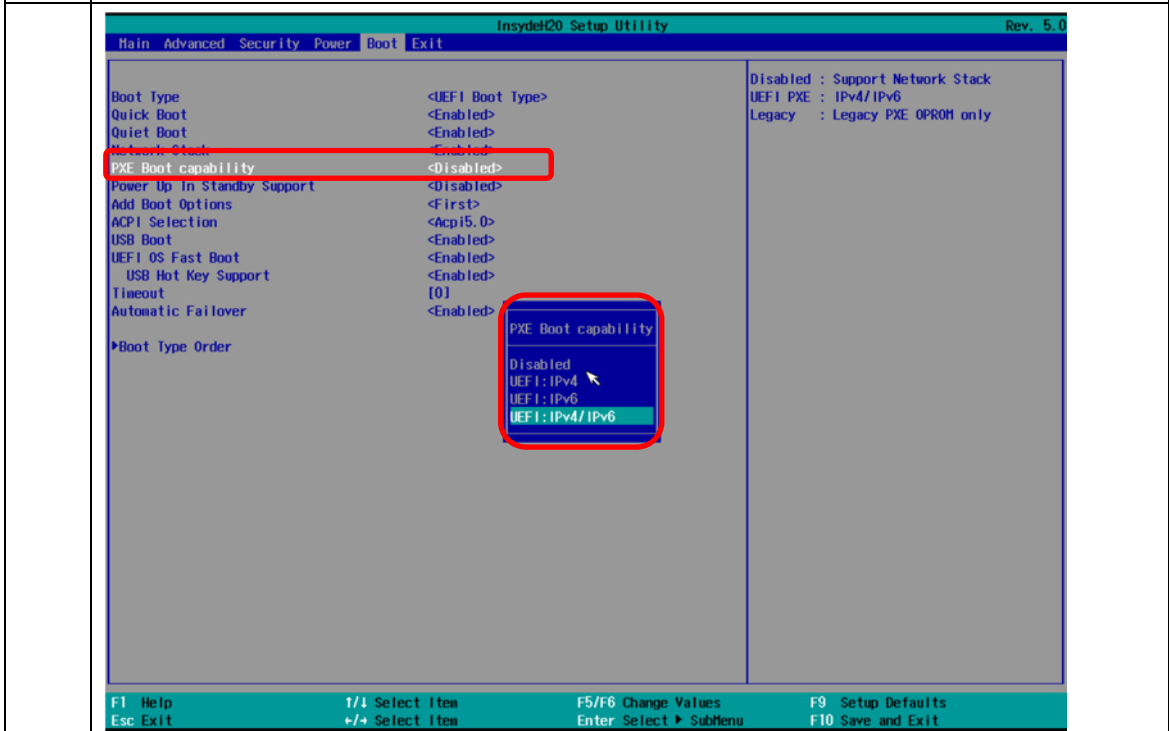 InsydeH20 Setup Utility Rev. 5.0
Main Advanced Security Power Boot Exit
Boot Type <UEFI Boot Type>
Quick Boot <Enabled>
Quiet Boot <Enabled>
Network Stack <Enabled>
PXE Boot capability <Disabled>
Power Up In Standby Support <Disabled>
Add Boot Options <First>
ACPI Selection <Acpi5.0>
USB Boot <Enabled>
UEFI OS Fast Boot <Enabled>
USB Hot Key Support <Enabled>
Timeout [0]
Automatic Failover <Enabled>
▶Boot Type Order
PXE Boot capability
Disabled
UEFI:IPv4
UEFI:IPv6
UEFI:IPv4/IPv6
Disabled : Support Network Stack
UEFI PXE : IPv4/IPv6
Legacy : Legacy PXE OPROM only
F1 Help ↑/↓ Select Item F5/F6 Change Values F9 Setup Defaults
Esc Exit ←/→ Select Item Enter Select ▶ SubMenu F10 Save and Exit